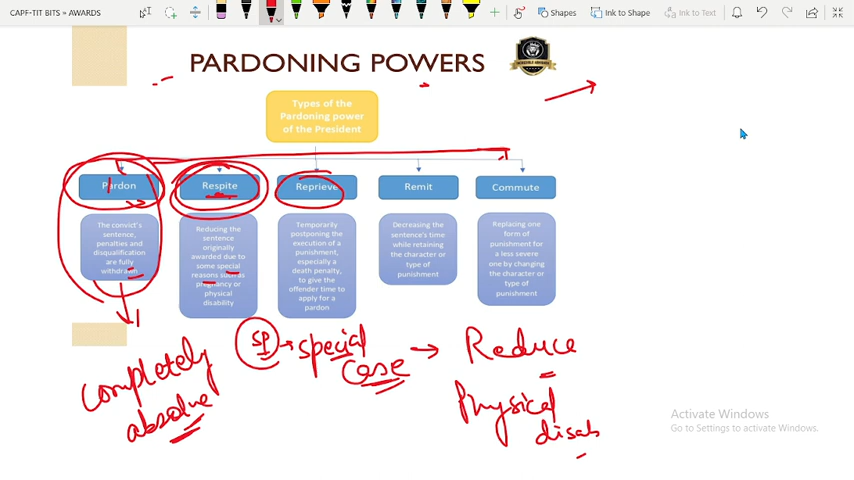 CAPF-TIT BITS » AWARDS
Shapes
Ink to Shape
Ink to Text
PARDONING POWERS
Types of the
Pardoning power
of the President
Pardon
Respite
Reprieve
Remit
Commute
The convict's
sentence,
penalties and
disqualification
are fully
withdrawn
Reducing the
sentence
originally
awarded due to
some special
reasons such as
pregnancy or
physical
disability
Temporarily
postponing the
execution of a
punishment,
especially a
death penalty,
to give the
offender time to
apply for a
pardon
Decreasing the
sentence's time
while retaining
the character or
type of
punishment
Replacing one
form of
punishment for
a less severe
one by changing
the character or
type of
punishment
completely
absolve
SP → special
case → Reduce
Physical
disab
Activate Windows
Go to Settings to activate Windows.